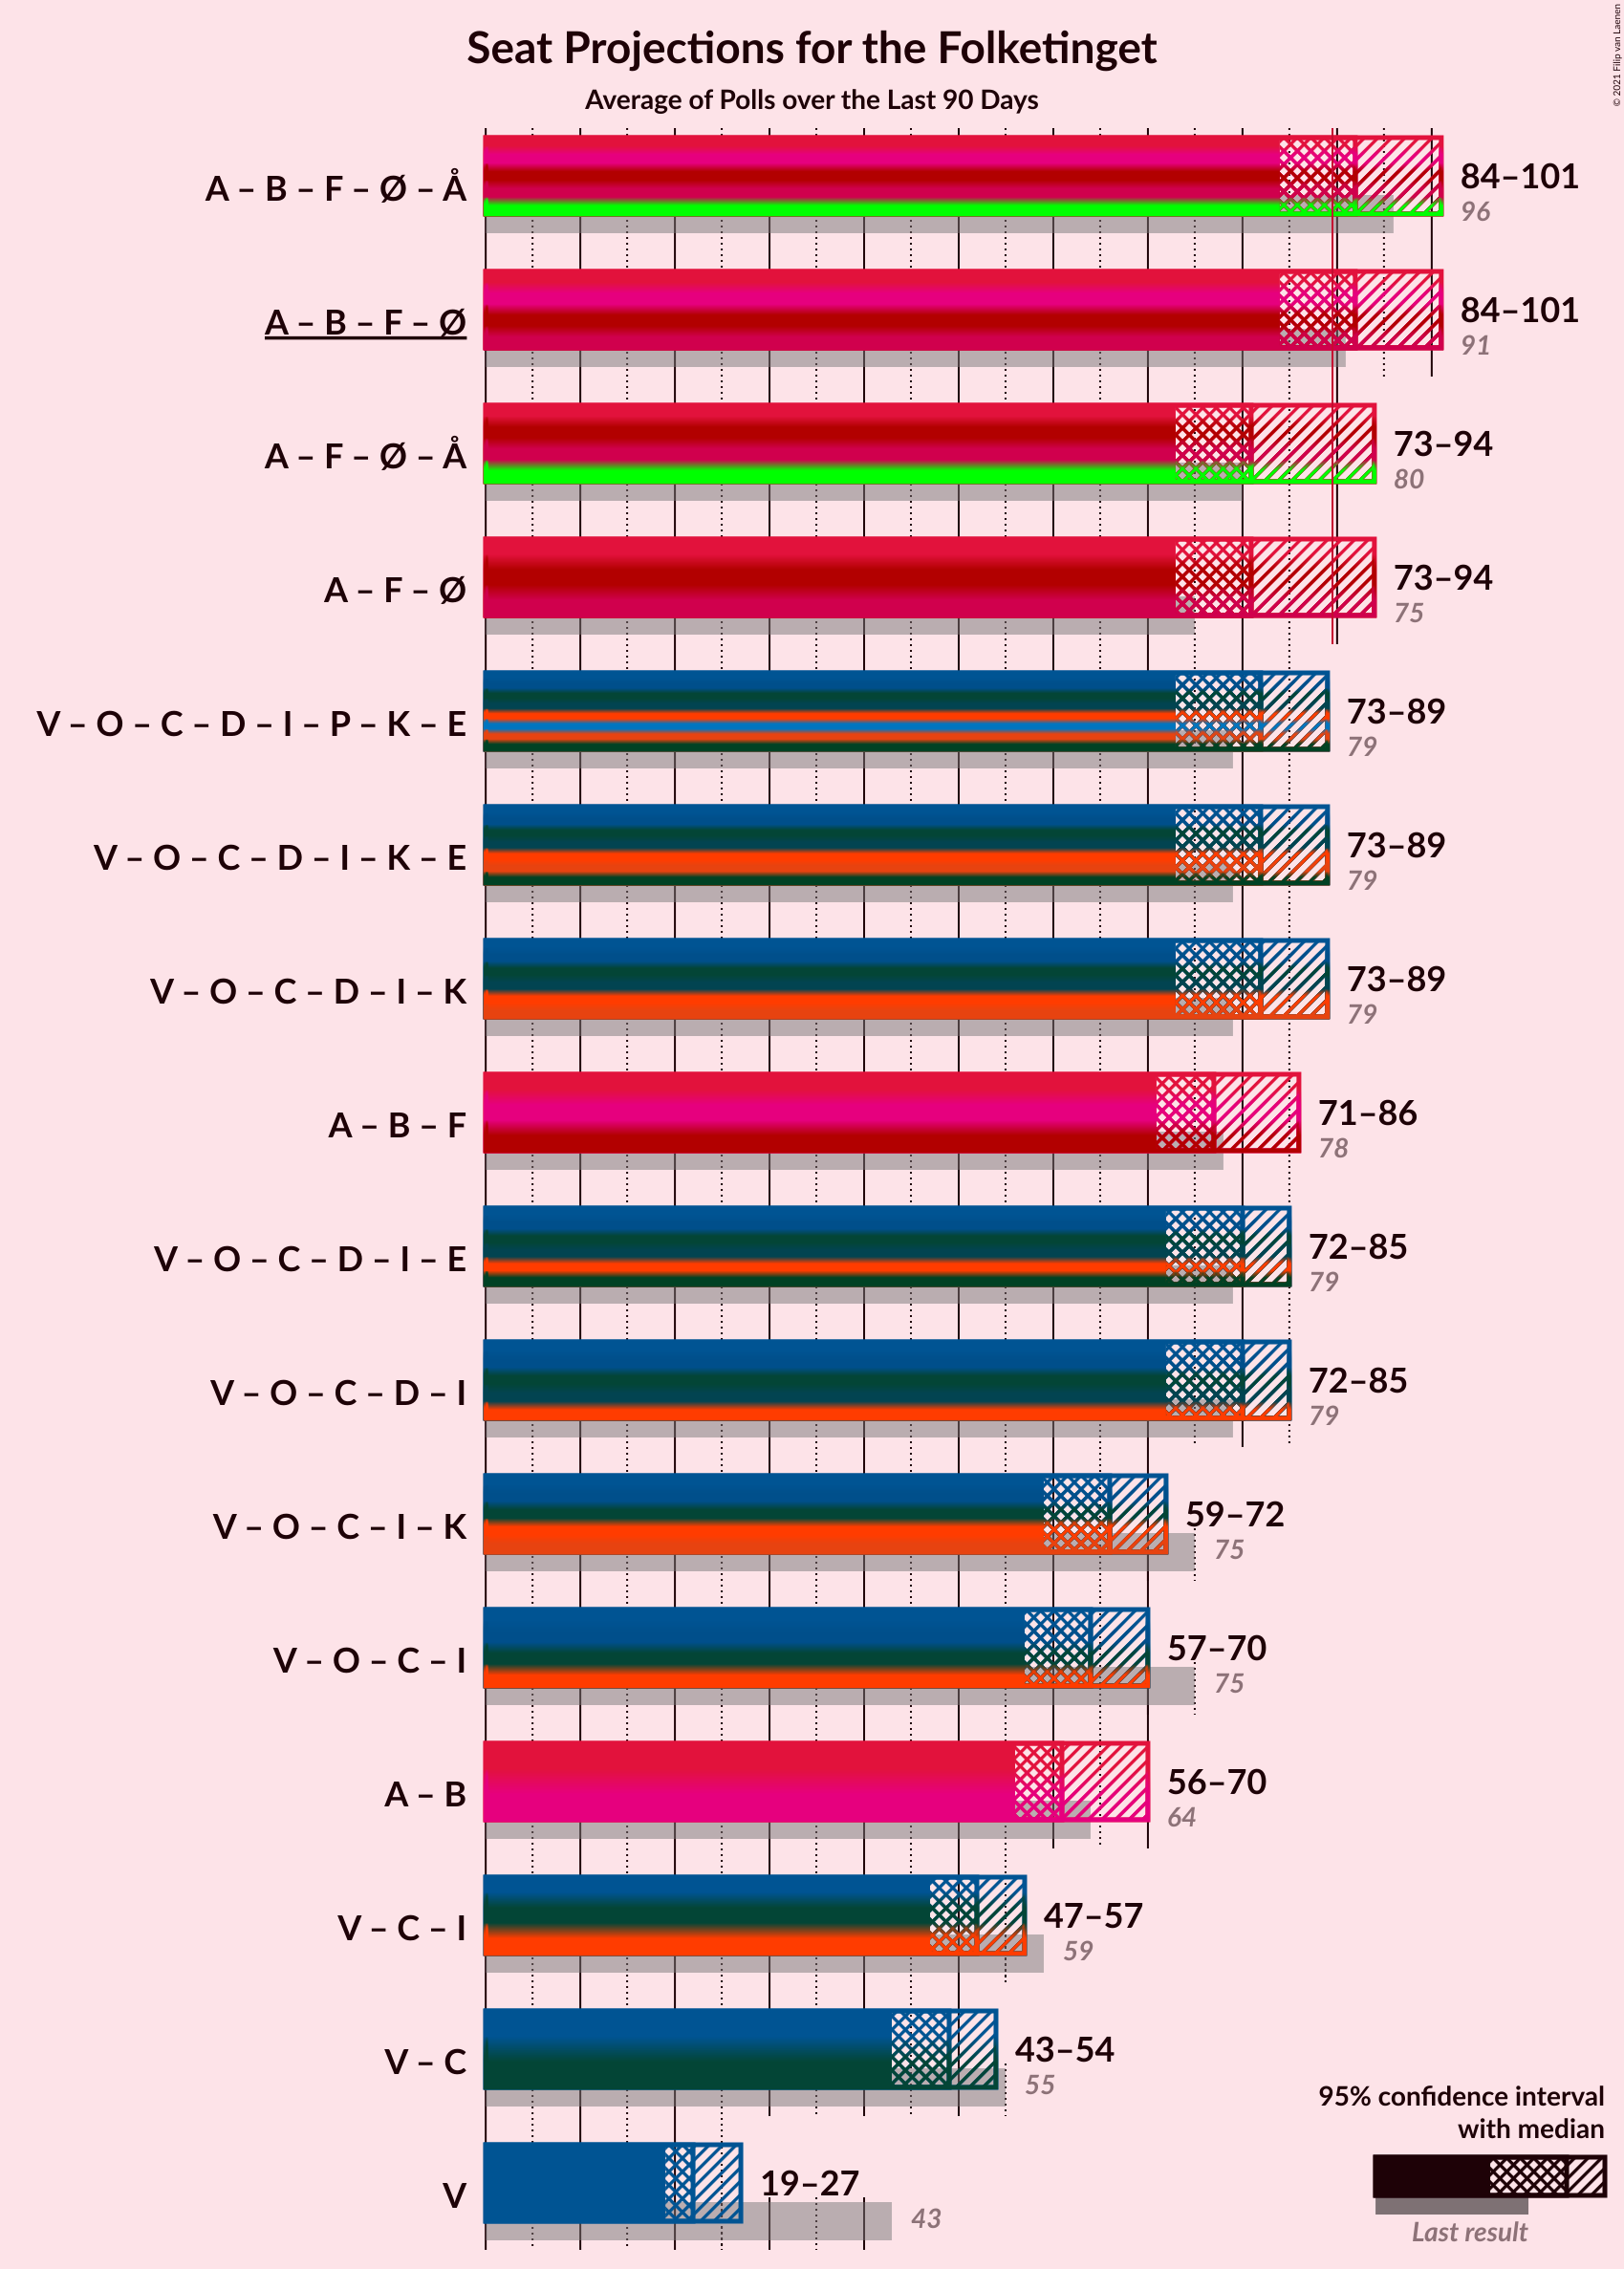 Seat Projections for the Folketinget
Average of Polls over the Last 90 Days
© 2021 Filip van Laenen
A – B – F – Ø – Å
84–101
96
A – B – F – Ø
84–101
91
A – F – Ø – Å
73–94
80
A – F – Ø
73–94
75
V – O – C – D – I – P – K – E
73–89
79
V – O – C – D – I – K – E
73–89
79
V – O – C – D – I – K
73–89
79
A – B – F
71–86
78
V – O – C – D – I – E
72–85
79
V – O – C – D – I
72–85
79
V – O – C – I – K
59–72
75
V – O – C – I
57–70
75
A – B
56–70
64
V – C – I
47–57
59
V – C
43–54
55
V
19–27
43
95% confidence interval
with median
Last result